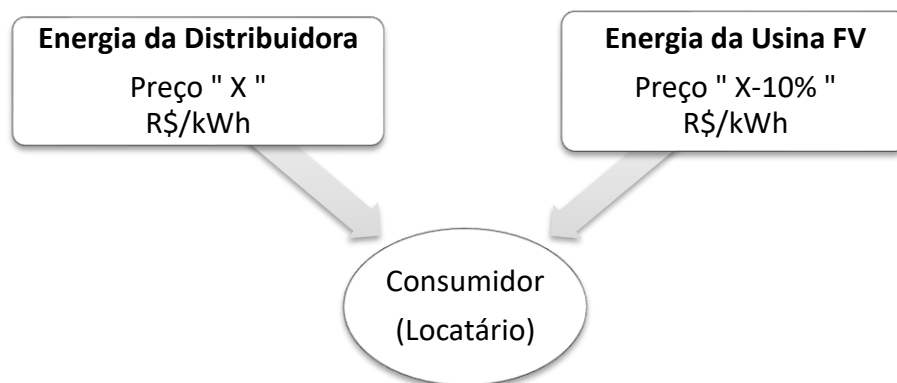 Energia da Distribuidora
Preço " X "
R$/kWh
Energia da Usina FV
Preço " X-10% "
R$/kWh
Consumidor
(Locatário)